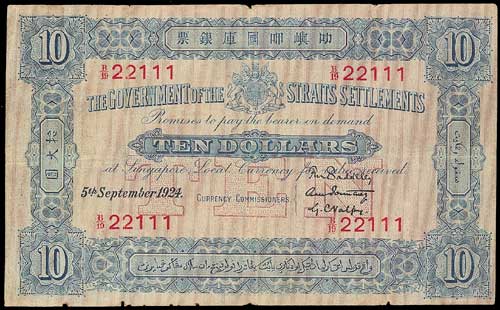 叻嶼呷國庫銀票
10
10
B/19 22111
B/19 22111
THE GOVERNMENT OF THE STRAITS SETTLEMENTS
Promises to pay the bearer on demand
TEN DOLLARS
at Singapore, Local Currency for value received
TEN
5th September 1924.
CURRENCY COMMISSIONERS.
B/19 22111
B/19 22111
10
10